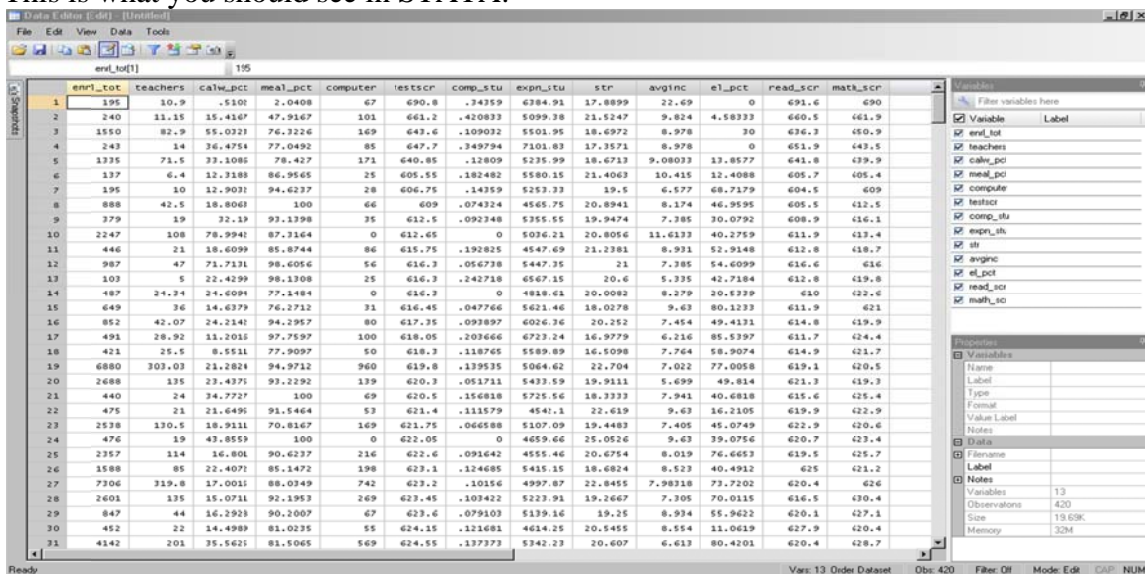 This is what you should see in STATA.
Data Editor (Edit) - [Untitled]
File Edit View Data Tools
enrl_tot[1] 195
Snapshots
enrl_tot teachers calw_pct meal_pct computer testscr comp_stu expn_stu str avginc el_pct read_scr math_scr
1 195 10.9 .5102 2.0408 67 690.8 .34359 6384.91 17.8899 22.69 0 691.6 690
2 240 11.15 15.4167 47.9167 101 661.2 .420833 5099.38 21.5247 9.824 4.58333 660.5 661.9
3 1550 82.9 55.0323 76.3226 169 643.6 .109032 5501.95 18.6972 8.978 30 636.3 650.9
4 243 14 36.4754 77.0492 85 647.7 .349794 7101.83 17.3571 8.978 0 651.9 643.5
5 1335 71.5 33.1086 78.427 171 640.85 .12809 5235.99 18.6713 9.08033 13.8577 641.8 639.9
6 137 6.4 12.3188 86.9565 25 605.55 .182482 5580.15 21.4063 10.415 12.4088 605.7 605.4
7 195 10 12.9032 94.6237 28 606.75 .14359 5253.33 19.5 6.577 68.7179 604.5 609
8 888 42.5 18.8063 100 66 609 .074324 4565.75 20.8941 8.174 46.9595 605.5 612.5
9 379 19 32.19 93.1398 35 612.5 .092348 5355.55 19.9474 7.385 30.0792 608.9 616.1
10 2247 108 78.9942 87.3164 0 612.65 0 5036.21 20.8056 11.6133 40.2759 611.9 613.4
11 446 21 18.6099 85.8744 86 615.75 .192825 4547.69 21.2381 8.931 52.9148 612.8 618.7
12 987 47 71.7131 98.6056 56 616.3 .056738 5447.35 21 7.385 54.6099 616.6 616
13 103 5 22.4299 98.1308 25 616.3 .242718 6567.15 20.6 5.335 42.7184 612.8 619.8
14 487 24.34 24.6094 77.1484 0 616.3 0 4818.61 20.0082 8.279 20.5339 610 622.6
15 649 36 14.6379 76.2712 31 616.45 .047766 5621.46 18.0278 9.63 80.1233 611.9 621
16 852 42.07 24.2142 94.2957 80 617.35 .093897 6026.36 20.252 7.454 49.4131 614.8 619.9
17 491 28.92 11.2016 97.7597 100 618.05 .203666 6723.24 16.9779 6.216 85.5397 611.7 624.4
18 421 25.5 8.5511 77.9097 50 618.3 .118765 5589.89 16.5098 7.764 58.9074 614.9 621.7
19 6880 303.03 21.2824 94.9712 960 619.8 .139535 5064.62 22.704 7.022 77.0058 619.1 620.5
20 2688 135 23.4375 93.2292 139 620.3 .051711 5433.59 19.9111 5.699 49.814 621.3 619.3
21 440 24 34.7727 100 69 620.5 .156818 5725.56 18.3333 7.941 40.6818 615.6 625.4
22 475 21 21.6495 91.5464 53 621.4 .111579 4542.1 22.619 9.63 16.2105 619.9 622.9
23 2538 130.5 18.9111 70.8167 169 621.75 .066588 5107.09 19.4483 7.405 45.0749 622.9 620.6
24 476 19 43.8559 100 0 622.05 0 4659.66 25.0526 9.63 39.0756 620.7 623.4
25 2357 114 16.801 90.6237 216 622.6 .091642 4555.46 20.6754 8.019 76.6653 619.5 625.7
26 1588 85 22.4072 85.1472 198 623.1 .124685 5415.15 18.6824 8.523 40.4912 625 621.2
27 7306 319.8 17.0015 88.0349 742 623.2 .10156 4997.87 22.8455 7.98318 73.7202 620.4 626
28 2601 135 15.0711 92.1953 269 623.45 .103422 5223.91 19.2667 7.305 70.0115 616.5 630.4
29 847 44 16.2928 90.2007 67 623.6 .079103 5139.16 19.25 8.934 55.9622 620.1 627.1
30 452 22 14.4989 81.0235 55 624.15 .121681 4614.25 20.5455 8.554 11.0619 627.9 620.4
31 4142 201 35.5625 81.5065 569 624.55 .137373 5342.23 20.607 6.613 80.4201 620.4 628.7
Variables
Filter variables here
Variable Label
enrl_tot
teachers
calw_pct
meal_pct
compute
testscr
comp_stu
expn_stu
str
avginc
el_pct
read_scr
math_scr
Properties
Variables
Name
Label
Type
Format
Value Label
Notes
Data
Filename
Label
Notes
Variables 13
Observations 420
Size 19.69K
Memory 32M
Ready Vars: 13 Order Dataset Obs: 420 Filter: Off Mode: Edit CAP NUM